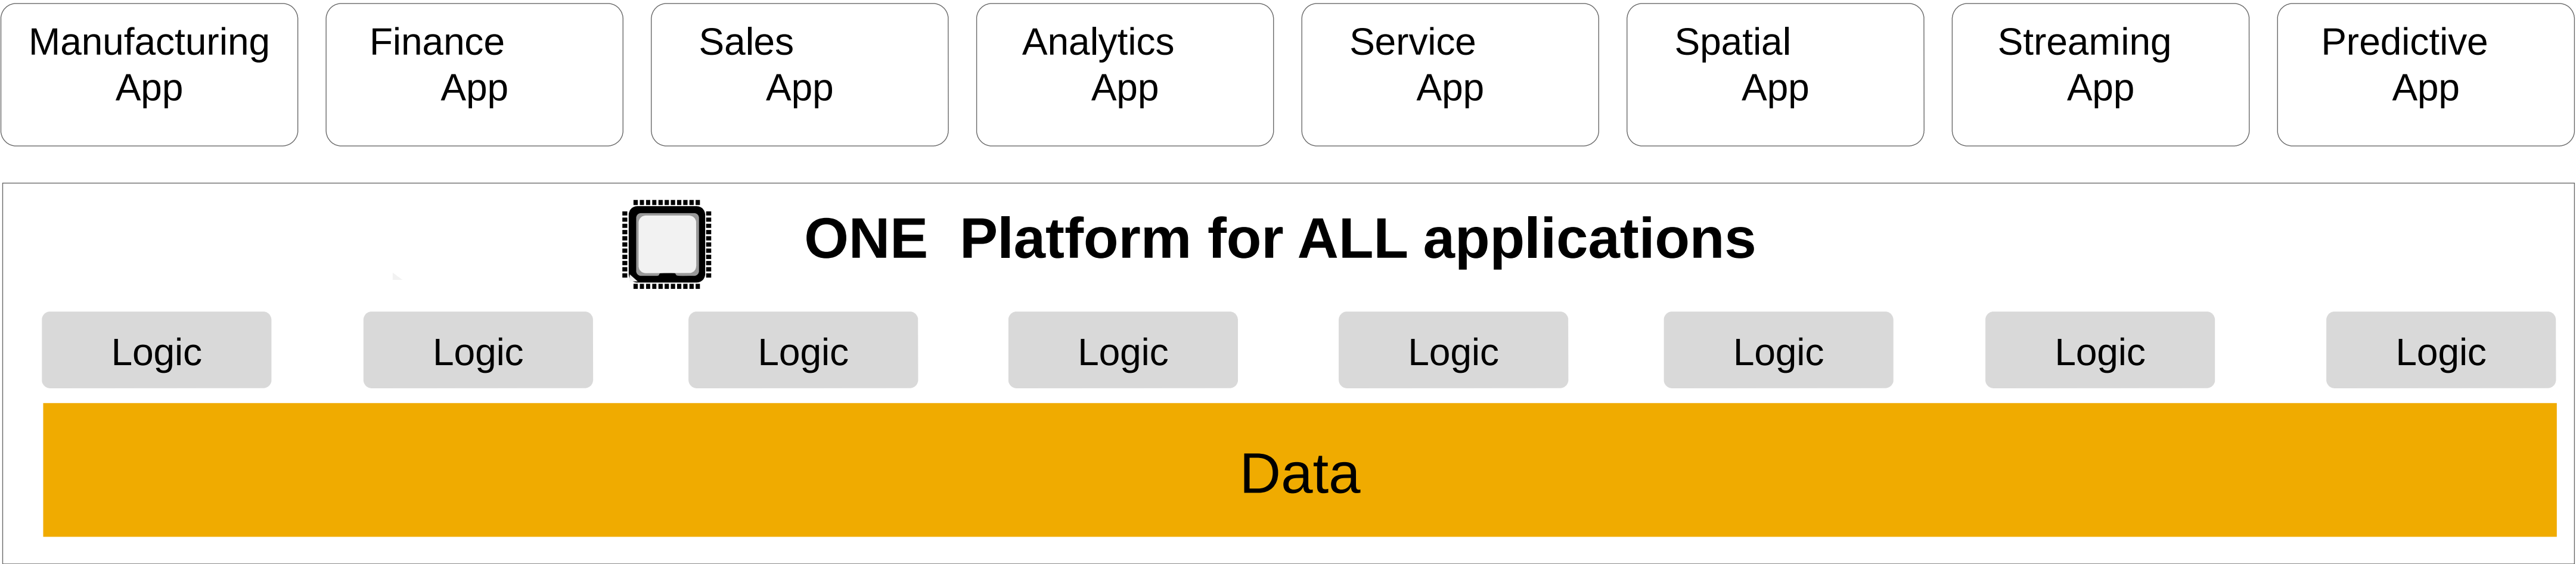 Manufacturing
App
Finance
App
Sales
App
Analytics
App
Service
App
Spatial
App
Streaming
App
Predictive
App
ONE  Platform for ALL applications
Logic
Logic
Logic
Logic
Logic
Logic
Logic
Logic
Data